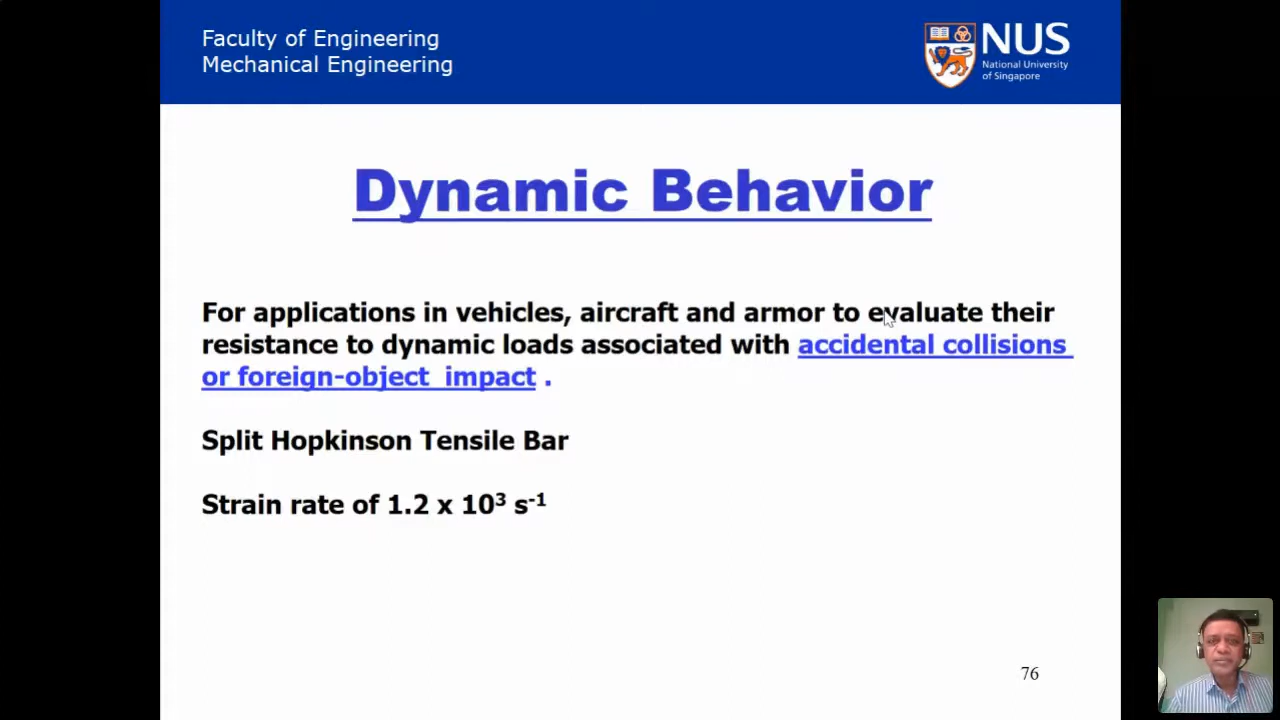 Faculty of Engineering
Mechanical Engineering
NUS
National University
of Singapore
Dynamic Behavior
For applications in vehicles, aircraft and armor to evaluate their
resistance to dynamic loads associated with accidental collisions
or foreign-object impact .
Split Hopkinson Tensile Bar
Strain rate of 1.2 x 10³ s⁻¹
76